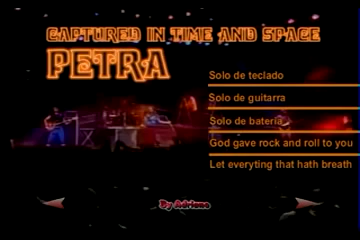 CAPTURED IN TIME AND SPACE
PETRA
Solo de teclado
Solo de guitarra
Solo de bateria
God gave rock and roll to you
Let everyting that hath breath
By Adriano